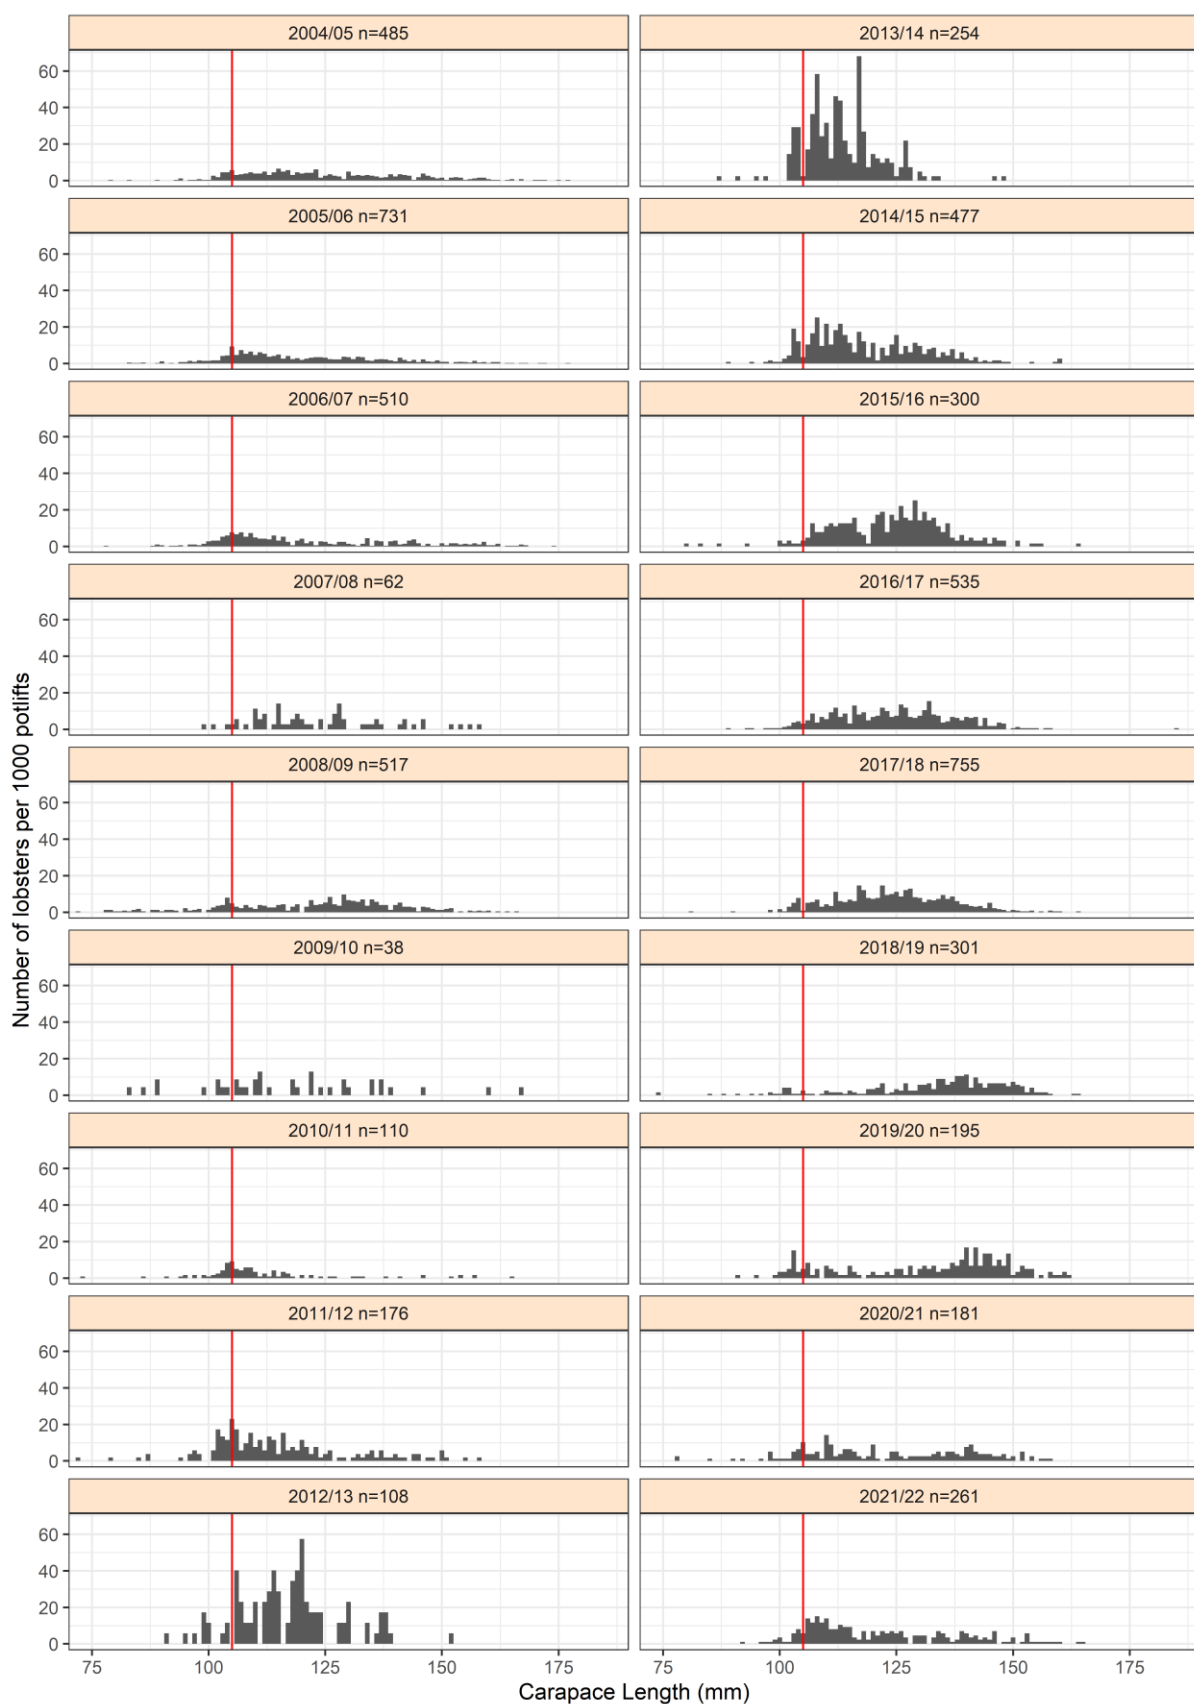 2004/05 n=485
2013/14 n=254
60
40
20
0
2005/06 n=731
2014/15 n=477
60
40
20
0
2006/07 n=510
2015/16 n=300
60
40
20
0
2007/08 n=62
2016/17 n=535
60
40
20
0
2008/09 n=517
2017/18 n=755
60
40
20
0
2009/10 n=38
2018/19 n=301
60
40
20
0
2010/11 n=110
2019/20 n=195
60
40
20
0
2011/12 n=176
2020/21 n=181
60
40
20
0
2012/13 n=108
2021/22 n=261
60
40
20
0
Number of lobsters per 1000 potlifts
75 100 125 150 175 75 100 125 150 175
Carapace Length (mm)